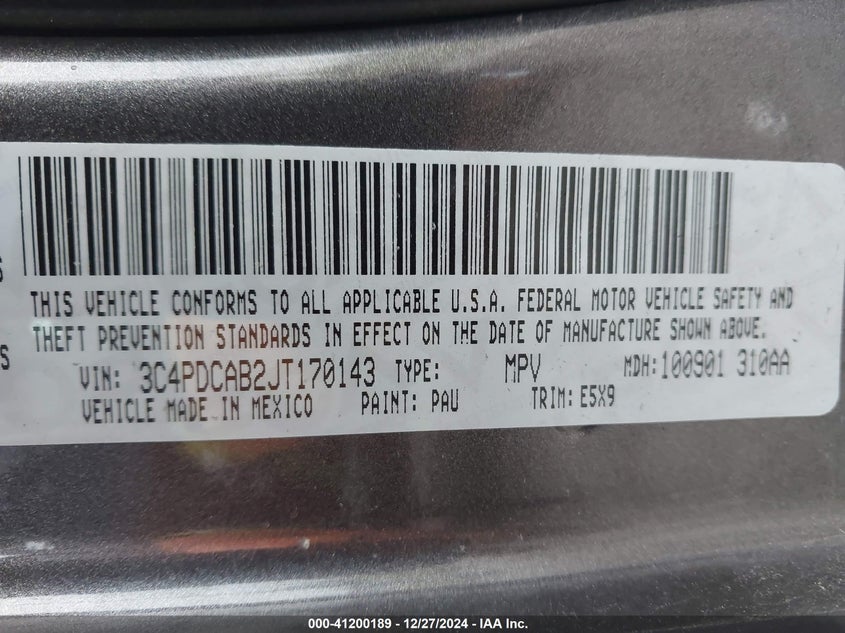 THIS VEHICLE CONFORMS TO ALL APPLICABLE U.S.A. FEDERAL MOTOR VEHICLE SAFETY AND
THEFT PREVENTION STANDARDS IN EFFECT ON THE DATE OF MANUFACTURE SHOWN ABOVE.
VIN: 3C4PDCAB2JT170143 TYPE: MPV MDH:100901 310AA
VEHICLE MADE IN MEXICO PAINT: PAU TRIM: E5X9
000-41200189 - 12/27/2024 - IAA Inc.